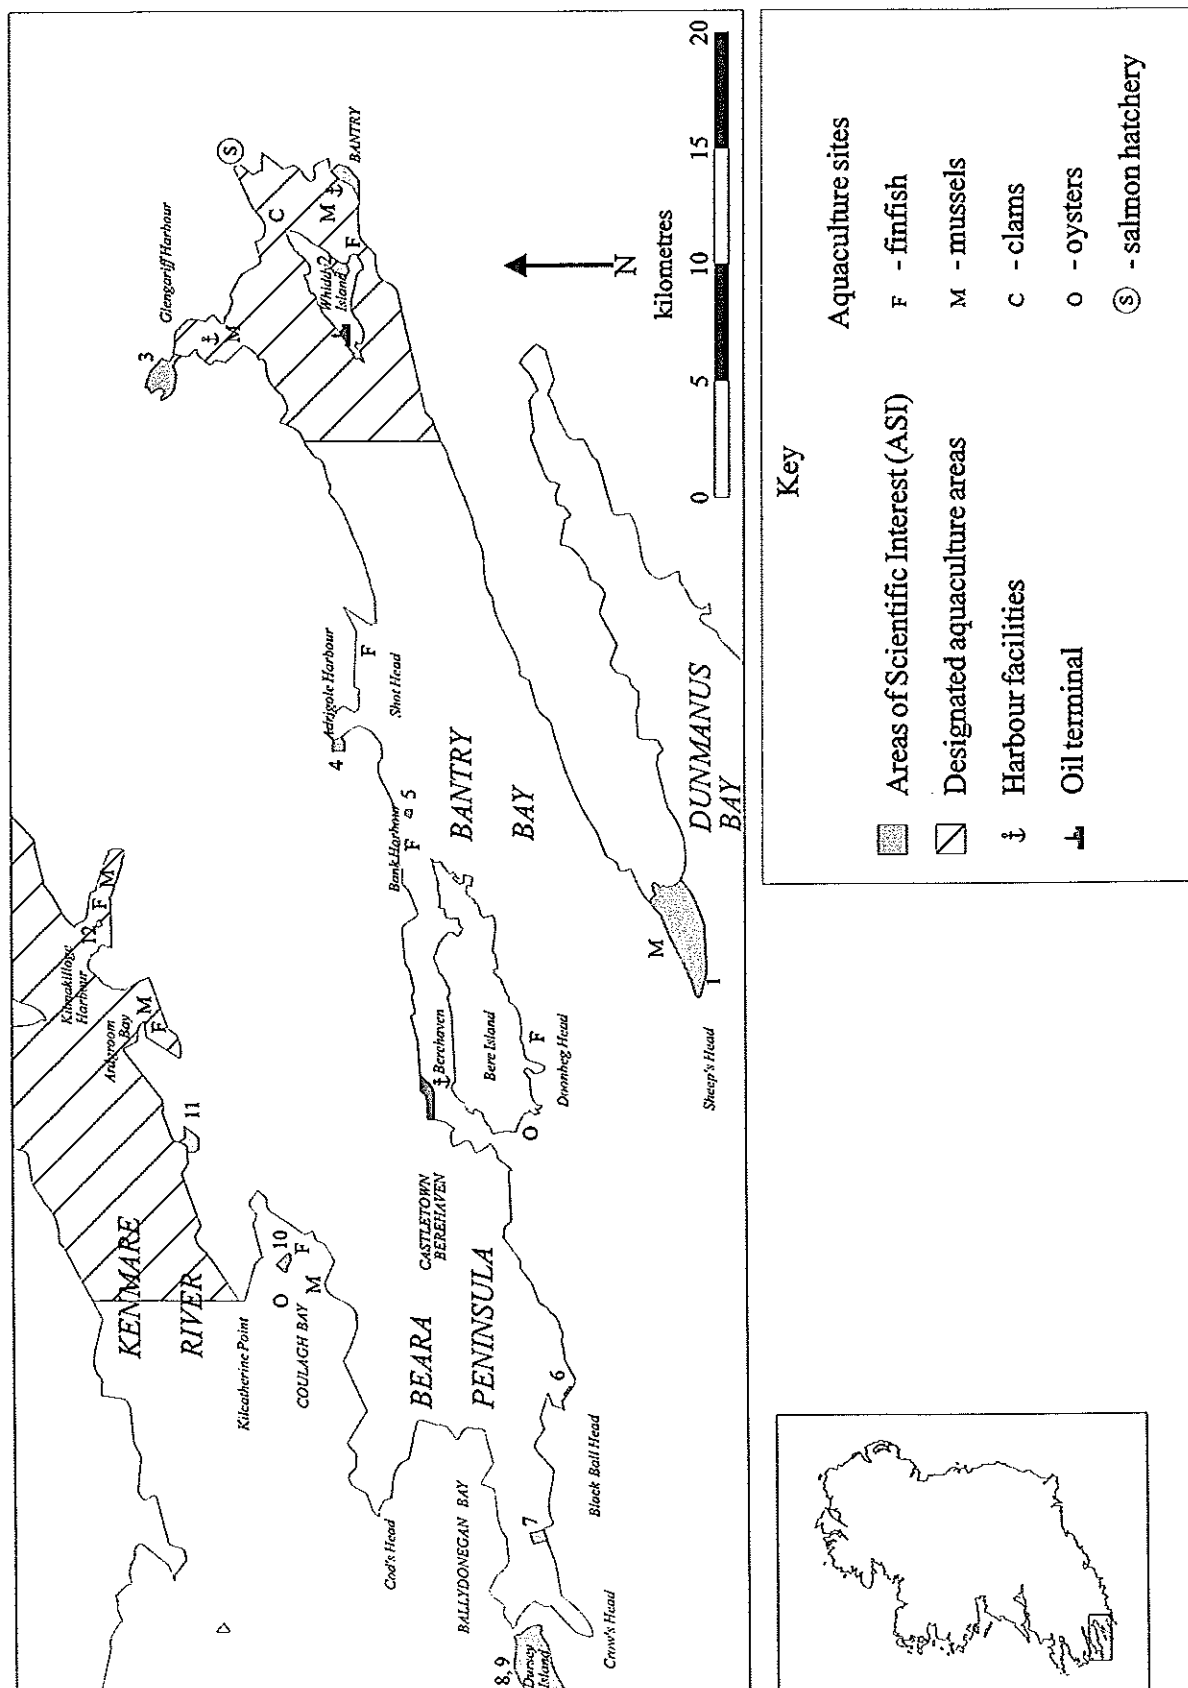 KENMARE
RIVER
Kilmakilloge
Harbour
12
F
M
Ardgroom
Bay
M
F
11
Kilcatherine Point
COULAGH BAY
O
M
10
F
Glengariff Harbour
3
M
S
C
M
BANTRY
Whiddy 2
Island
F
Adrigole Harbour
4
F
Shot Head
Bank Harbour
5
F
BANTRY
BAY
Berehaven
Bere Island
O
F
Doonbeg Head
CASTLETOWN
BEREHAVEN
BEARA
PENINSULA
Cod's Head
BALLYDONEGAN BAY
6
Black Ball Head
7
Crow's Head
8, 9
Dursey
Island
M
1
Sheep's Head
DUNMANUS
BAY
N
kilometres
0 5 10 15 20
Key
Areas of Scientific Interest (ASI)
Designated aquaculture areas
Harbour facilities
Oil terminal
Aquaculture sites
F - finfish
M - mussels
C - clams
O - oysters
S - salmon hatchery